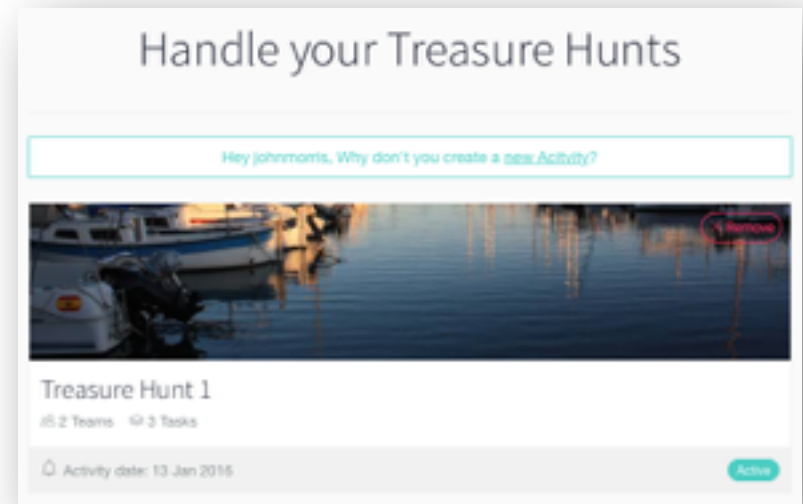 Handle your Treasure Hunts
Hey johnmorris, Why don't you create a new Acitvity?
Remove
Treasure Hunt 1
2 Teams 3 Tasks
Activity date: 13 Jan 2016
Active